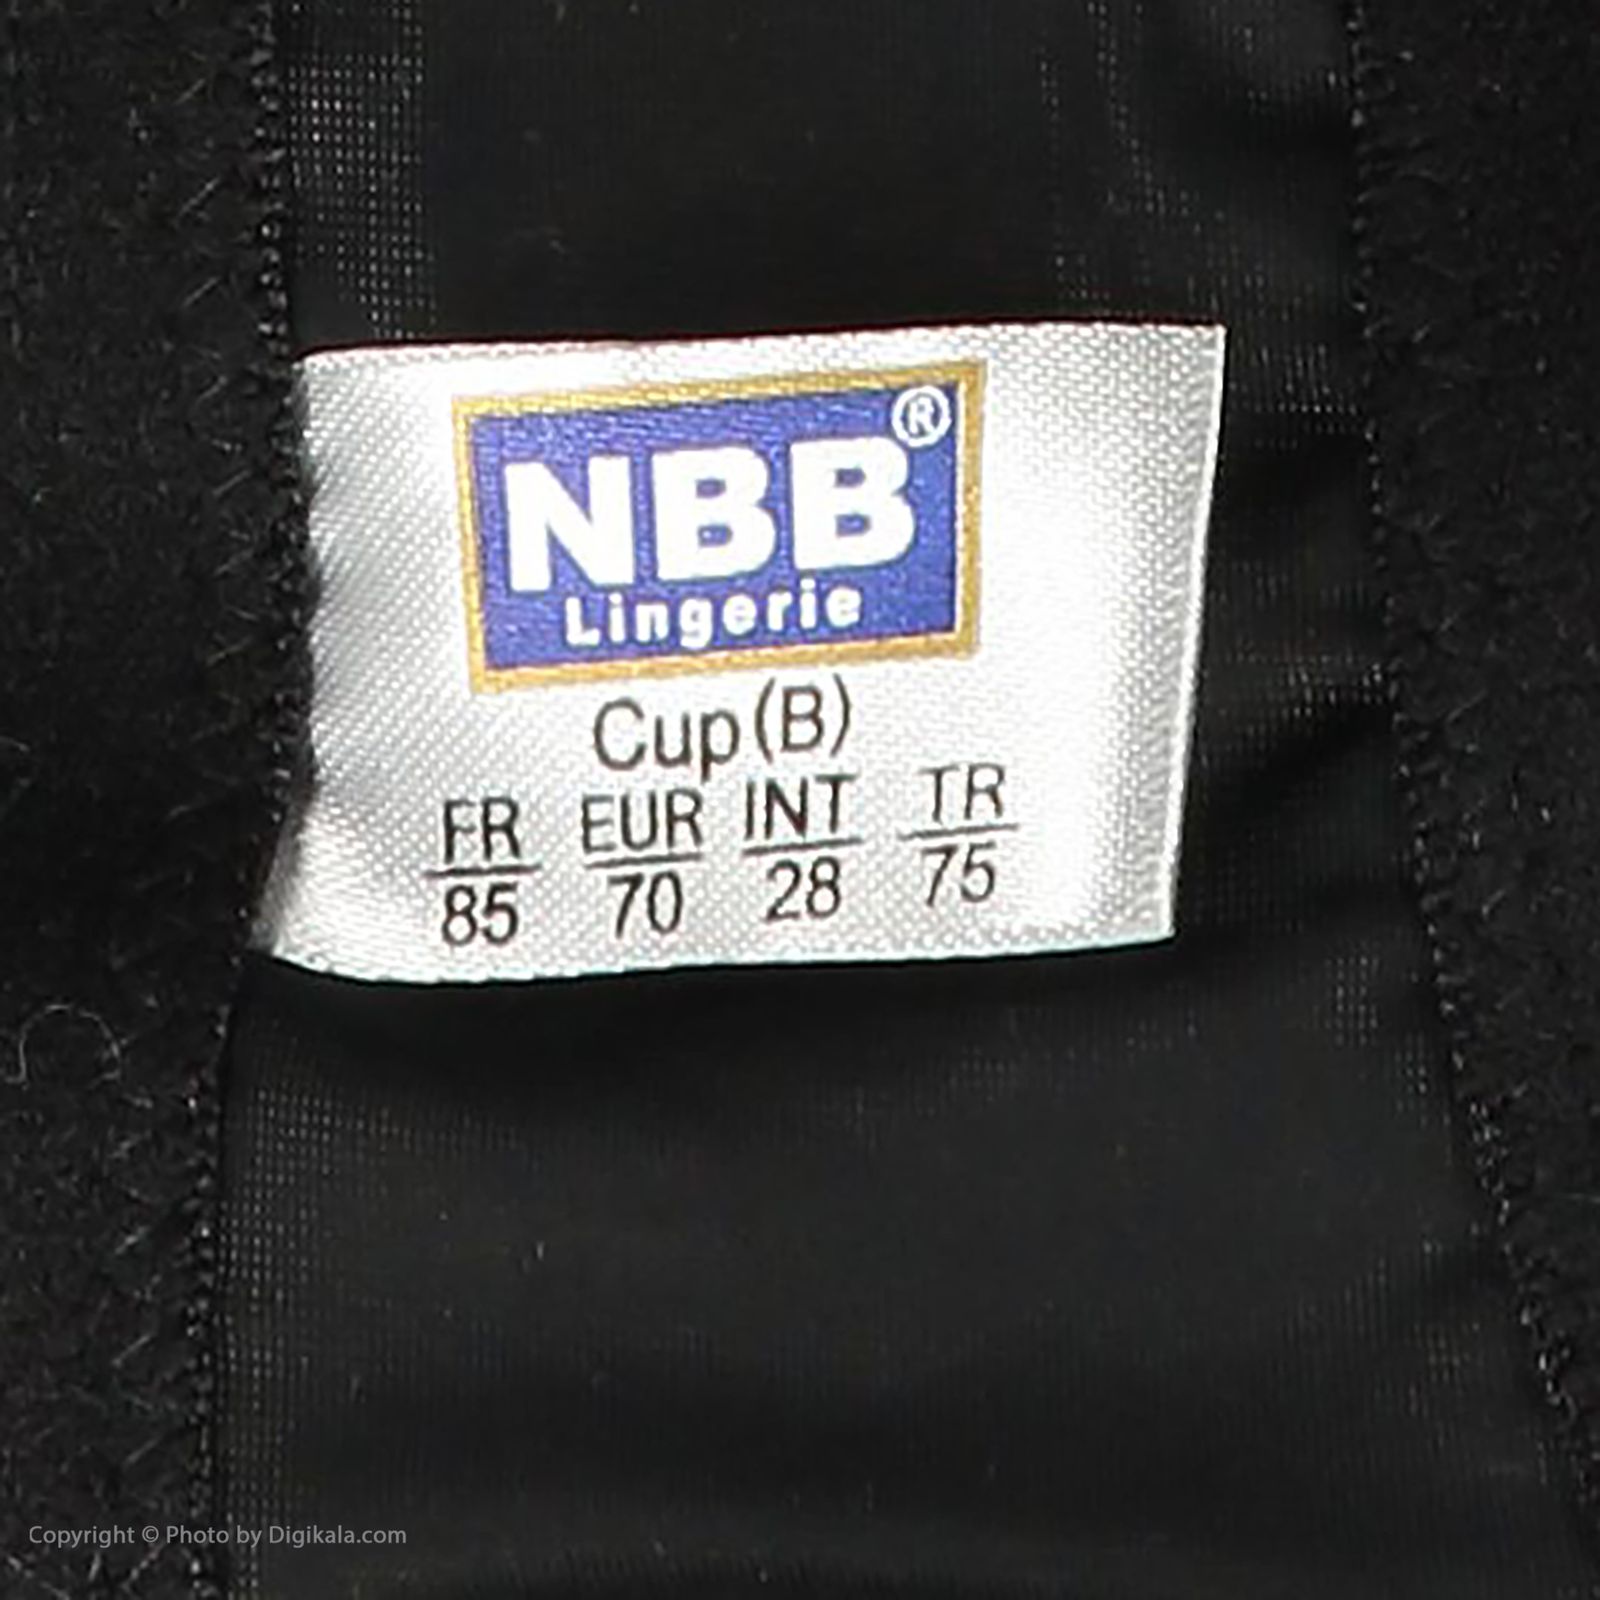 NBB®
Lingerie
Cup (B)
FR EUR INT TR
85 70 28 75
Copyright © Photo by Digikala.com